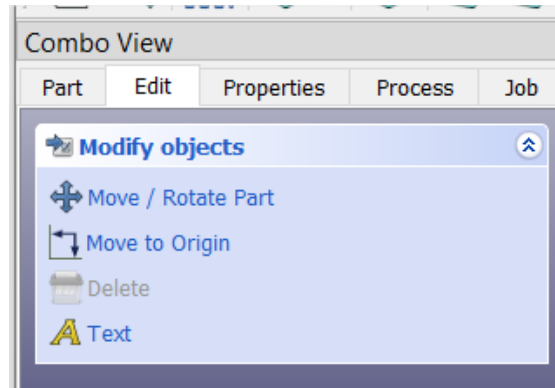 Combo View
Part Edit Properties Process Job
Modify objects
Move / Rotate Part
Move to Origin
Delete
Text